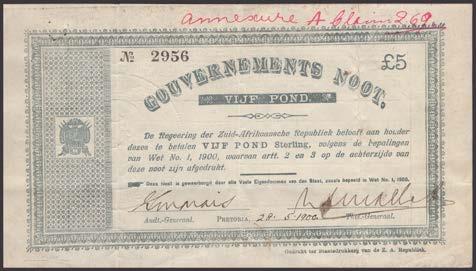 Annexure A Claim 269
№ 2956
£5
GOUVERNEMENTS NOOT.
VIJF POND.
De Regeering der Zuid-Afrikaansche Republiek belooft aan houder
dezes te betalen VIJF POND Sterling, volgens de bepalingen
van Wet No. 1, 1900, waarvan artt. 2 en 3 op de achterzijde van
deze noot zijn afgedrukt.
Deze Noot is gewaarborgd door alle Vaste Eigendommen van den Staat, zooals bepaald in Wet No. 1, 1900.
Audt.-Generaal.
PRETORIA, 28-5-1900
Thes.-Generaal.
Gedrukt ter Staatsdrukkerij van de Z. A. Republiek.